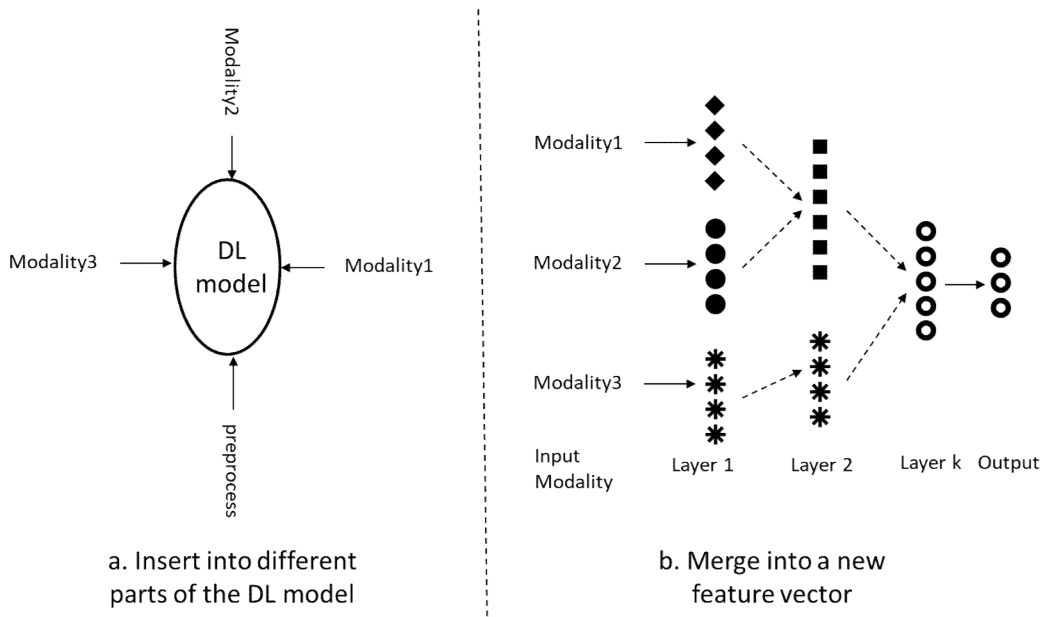 Modality2
Modality3
DL
model
Modality1
preprocess
a. Insert into different
parts of the DL model
Modality1
Modality2
Modality3
Input
Modality
Layer 1
Layer 2
Layer k
Output
b. Merge into a new
feature vector